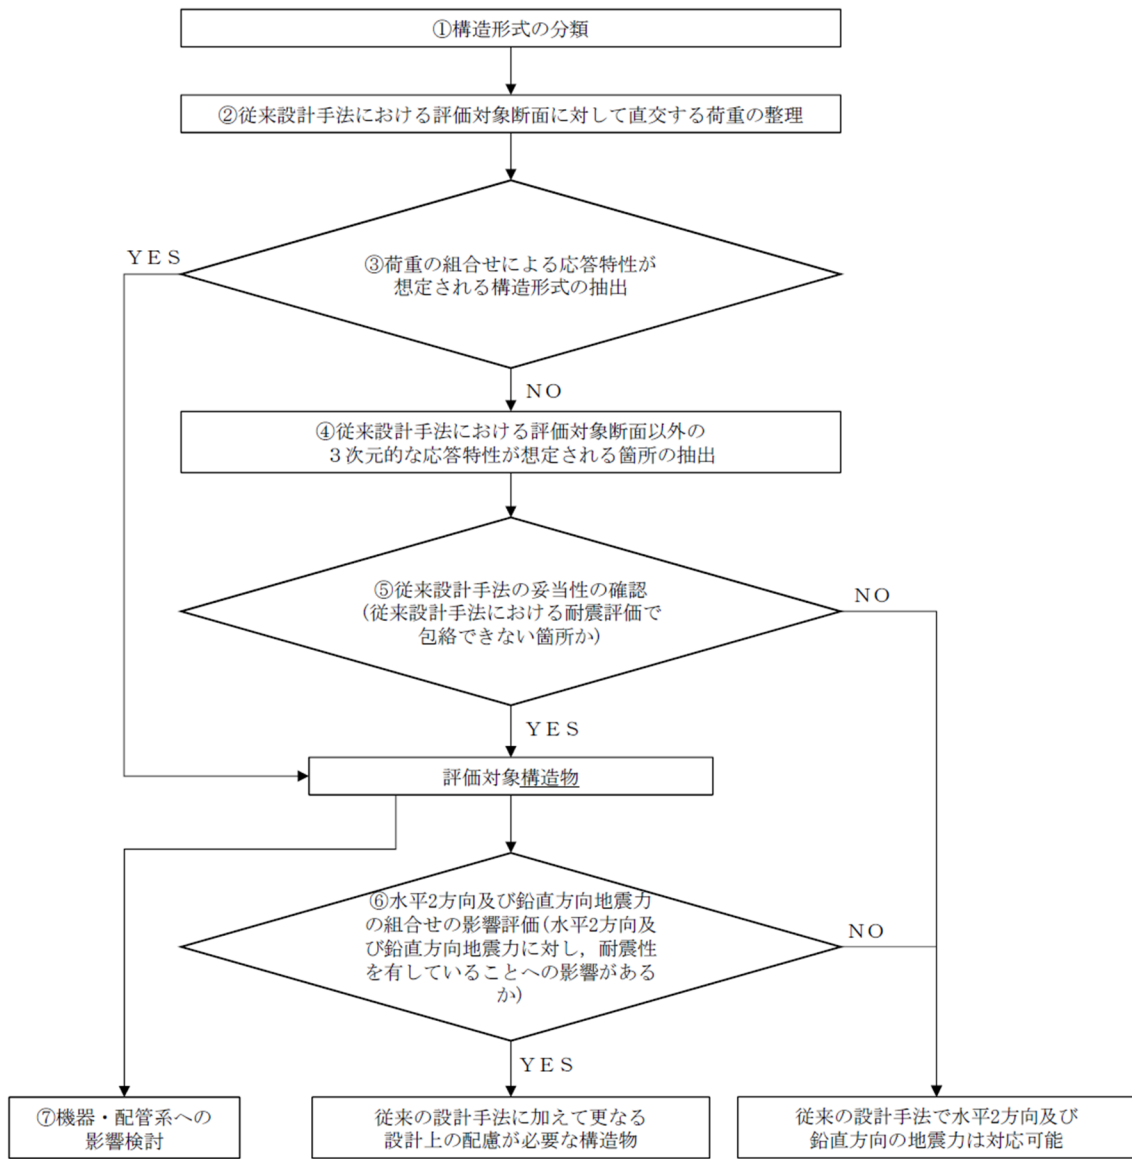 ①構造形式の分類
②従来設計手法における評価対象断面に対して直交する荷重の整理
YES
③荷重の組合せによる応答特性が
想定される構造形式の抽出
NO
④従来設計手法における評価対象断面以外の
3次元的な応答特性が想定される箇所の抽出
⑤従来設計手法の妥当性の確認
(従来設計手法における耐震評価で
包絡できない箇所か)
NO
YES
評価対象構造物
⑥水平2方向及び鉛直方向地震力
の組合せの影響評価(水平2方向及
び鉛直方向地震力に対し，耐震性
を有していることへの影響がある
か)
NO
YES
⑦機器・配管系への
影響検討
従来の設計手法に加えて更なる
設計上の配慮が必要な構造物
従来の設計手法で水平2方向及び
鉛直方向の地震力は対応可能